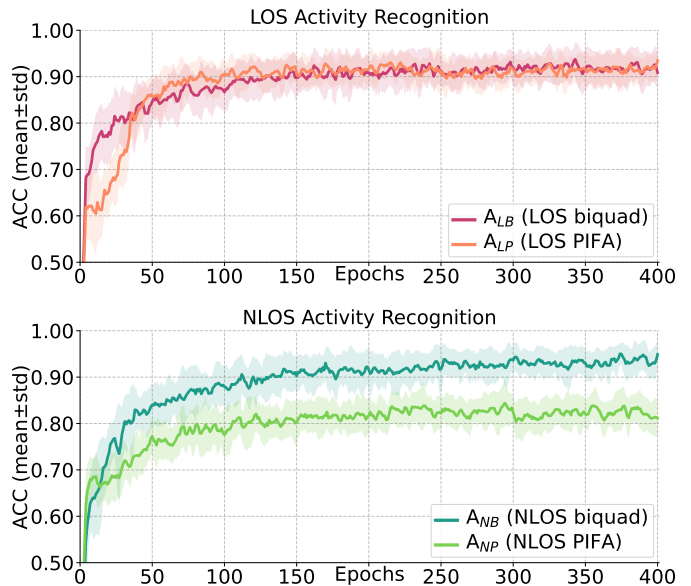 LOS Activity Recognition
ACC (mean±std)
1.00
0.90
0.80
0.70
0.60
0.50
A_LB (LOS biquad)
A_LP (LOS PIFA)
0 50 100 150 200 250 300 350 400
Epochs
NLOS Activity Recognition
ACC (mean±std)
1.00
0.90
0.80
0.70
0.60
0.50
A_NB (NLOS biquad)
A_NP (NLOS PIFA)
0 50 100 150 200 250 300 350 400
Epochs